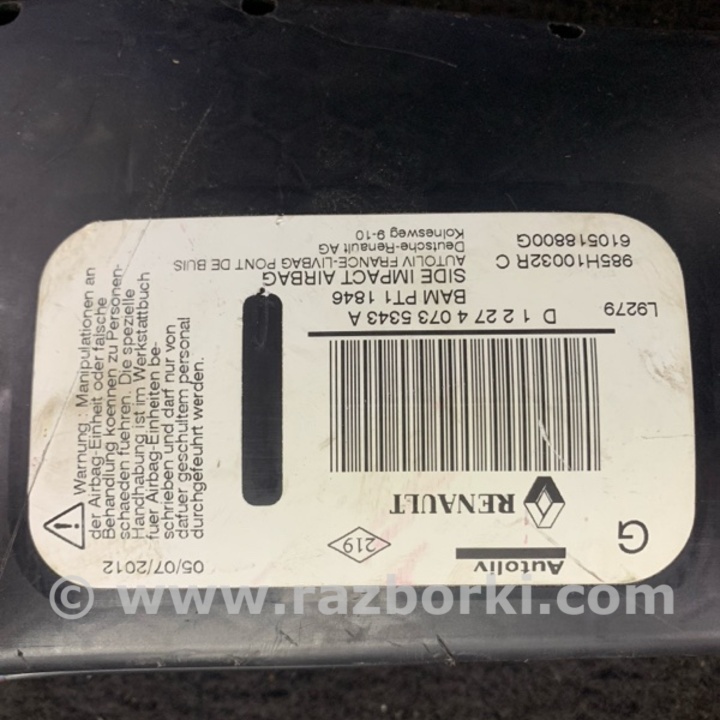 G
Autoliv
219
RENAULT
L9279
D 1 2 27 4 073 5343 A
BAM PT1 1846
SIDE IMPACT AIRBAG
AUTOLIV FRANCE-LIVBAG PONT DE BUIS
Deutsche-Renault AG
Kolnesweg 9-10
985H10032R C
610518800G
Warnung : Manipulationen an
der Airbag-Einheit oder falsche
Behandlung koennen zu Personen-
schaeden fuehren. Die spezielle
Handhabung ist im Werkstattbuch
fuer Airbag-Einheiten be-
schrieben und darf nur von
dafuer geschultem personal
durchgefeuhrt werden.
05/07/2012
© www.razborki.com